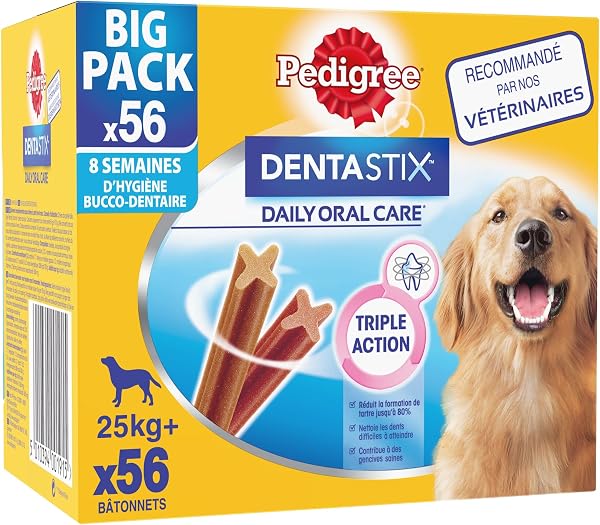 BIG
PACK
x56
8 SEMAINES
D'HYGIÈNE
BUCCO-DENTAIRE
Pedigree
RECOMMANDÉ
PAR NOS
VÉTÉRINAIRES
DENTASTIX™
DAILY ORAL CARE
TRIPLE
ACTION
Réduit la formation de
tartre jusqu'à 80%
Nettoie les dents
difficiles à atteindre
Contribue à des
gencives saines
25kg+
x56
BÂTONNETS